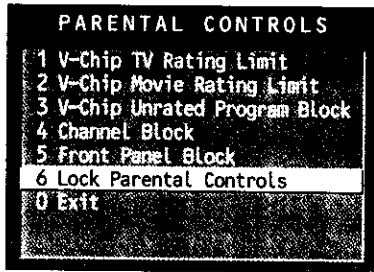 PARENTAL CONTROLS
1 V-Chip TV Rating Limit
2 V-Chip Movie Rating Limit
3 V-Chip Unrated Program Block
4 Channel Block
5 Front Panel Block
6 Lock Parental Controls
0 Exit